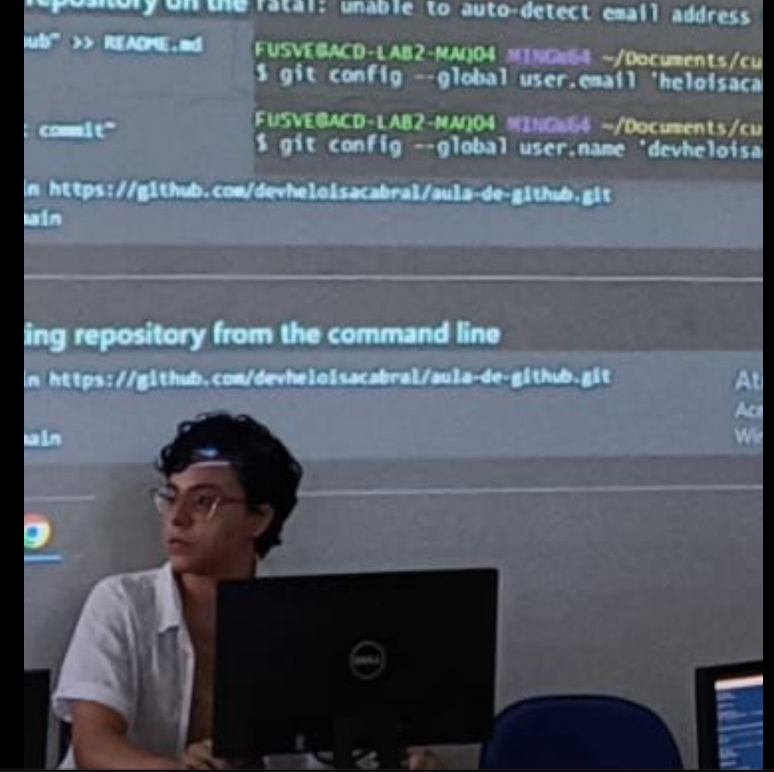 repository on the
fatal: unable to auto-detect email address
ub" >> README.md
FUSVE@ACD-LAB2-MAQ04 MINGW64 ~/Documents/cu
$ git config --global user.email 'heloisaca
commit"
FUSVE@ACD-LAB2-MAQ04 MINGW64 ~/Documents/cu
$ git config --global user.name 'devheloisa
n https://github.com/devheloisacabral/aula-de-github.git
ain
ing repository from the command line
n https://github.com/devheloisacabral/aula-de-github.git
At
Ace
ain
Win
DELL